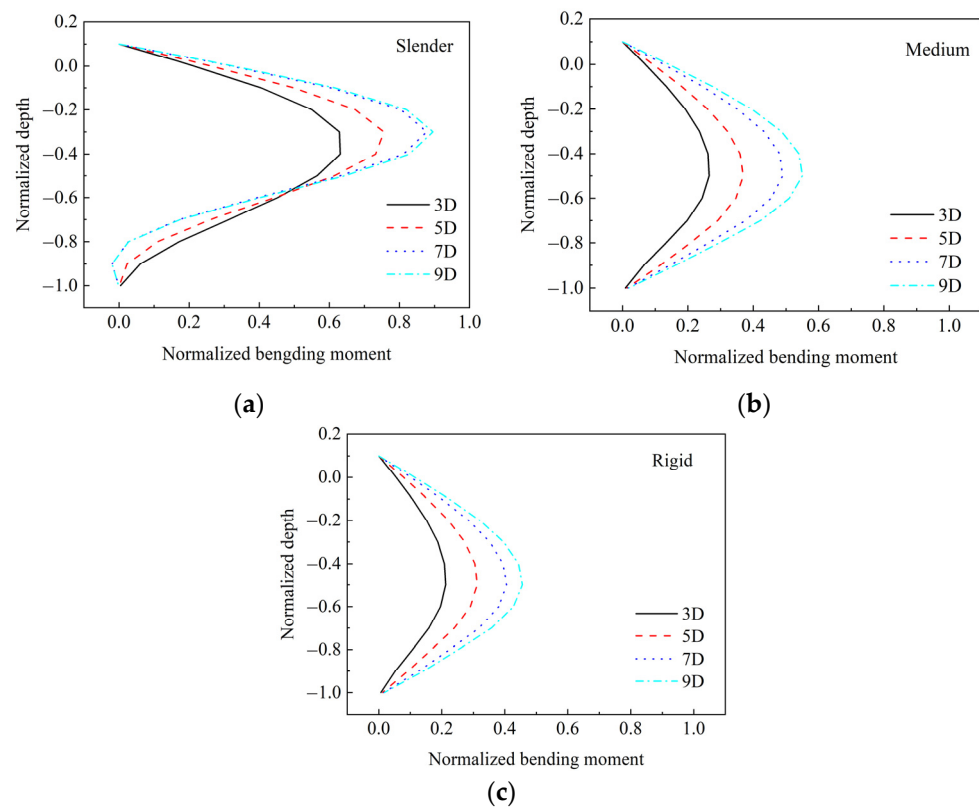 0.2
0.0
−0.2
−0.4
−0.6
−0.8
−1.0
Normalized depth
Slender
3D
5D
7D
9D
0.0 0.2 0.4 0.6 0.8 1.0
Normalized bengding moment
(a)
0.2
0.0
−0.2
−0.4
−0.6
−0.8
−1.0
Normalized depth
Medium
3D
5D
7D
9D
0.0 0.2 0.4 0.6 0.8 1.0
Normalized bending moment
(b)
0.2
0.0
−0.2
−0.4
−0.6
−0.8
−1.0
Normalized depth
Rigid
3D
5D
7D
9D
0.0 0.2 0.4 0.6 0.8 1.0
Normalized bending moment
(c)